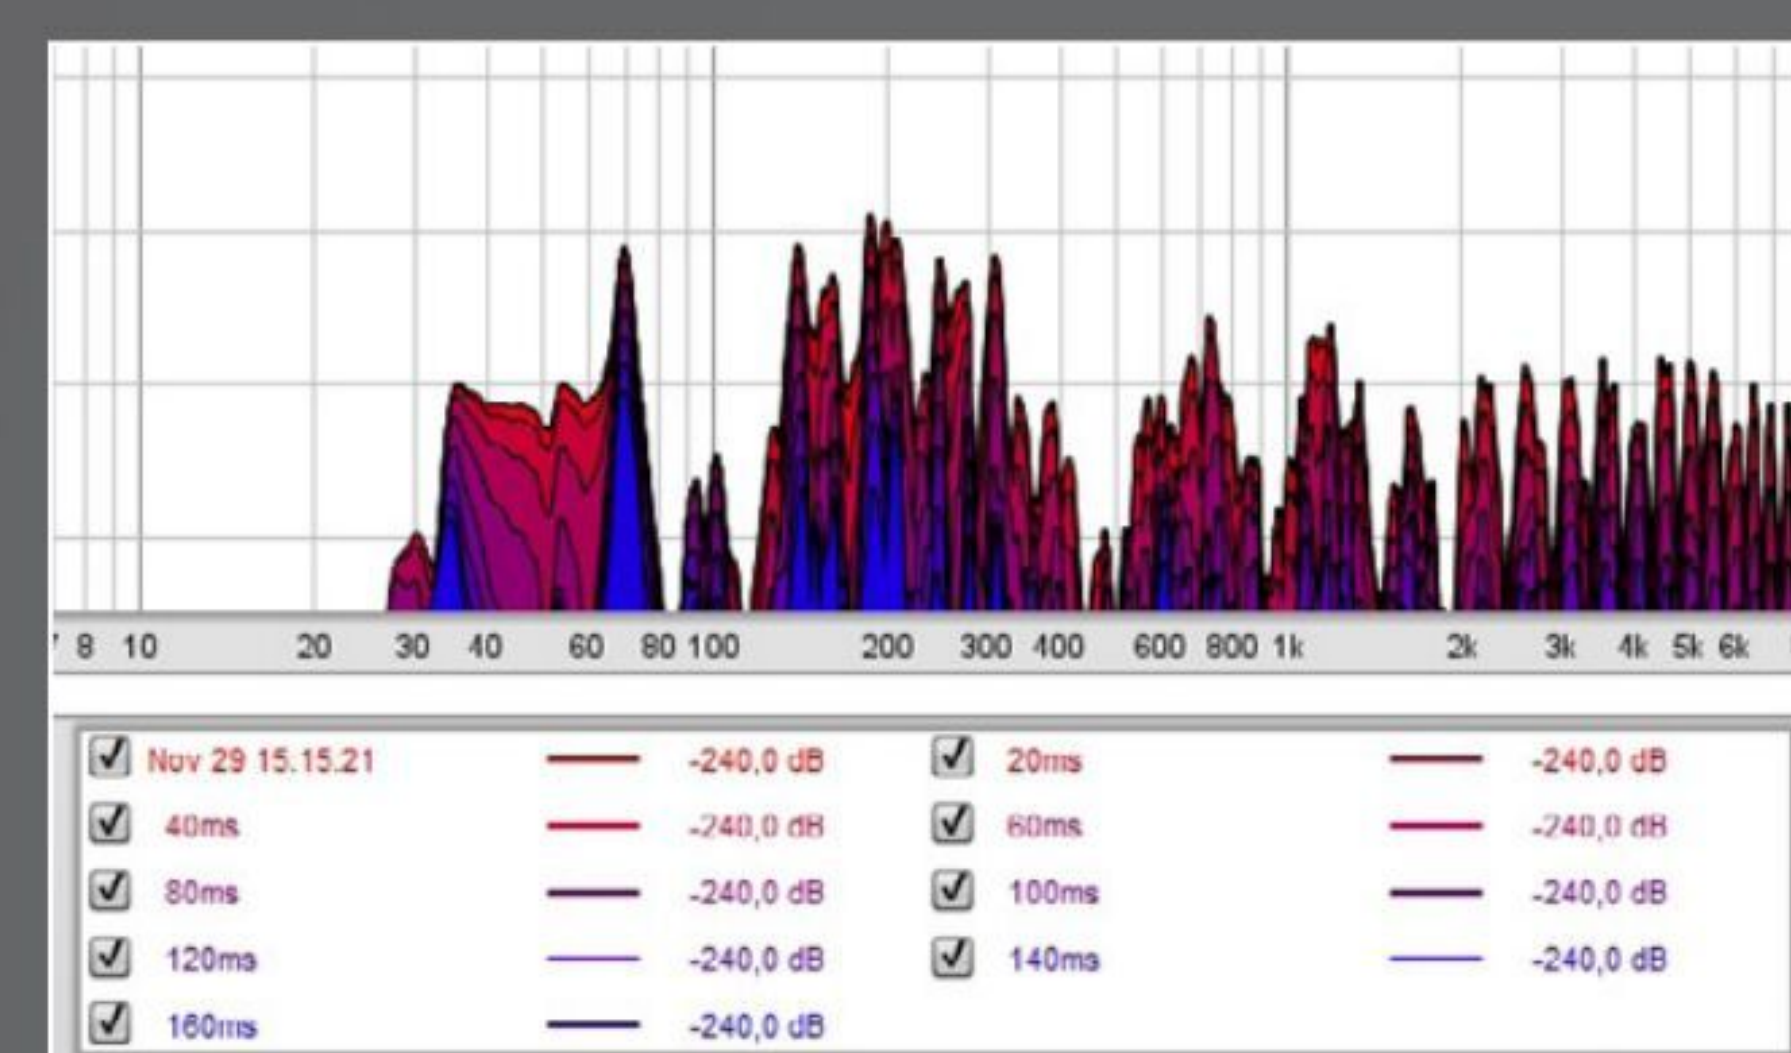 8 10 20 30 40 60 80 100 200 300 400 600 800 1k 2k 3k 4k 5k 6k
Nov 29 15.15.21 -240,0 dB 20ms -240,0 dB
40ms -240,0 dB 60ms -240,0 dB
80ms -240,0 dB 100ms -240,0 dB
120ms -240,0 dB 140ms -240,0 dB
160ms -240,0 dB